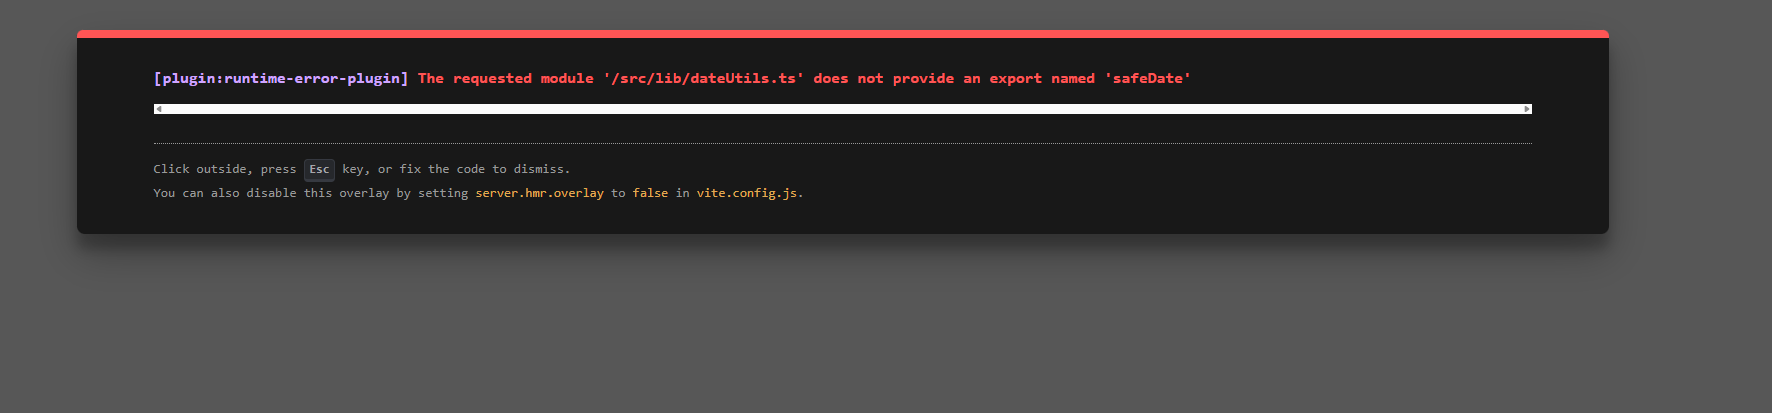 [plugin:runtime-error-plugin] The requested module '/src/lib/dateUtils.ts' does not provide an export named 'safeDate'
Click outside, press Esc key, or fix the code to dismiss.
You can also disable this overlay by setting server.hmr.overlay to false in vite.config.js.